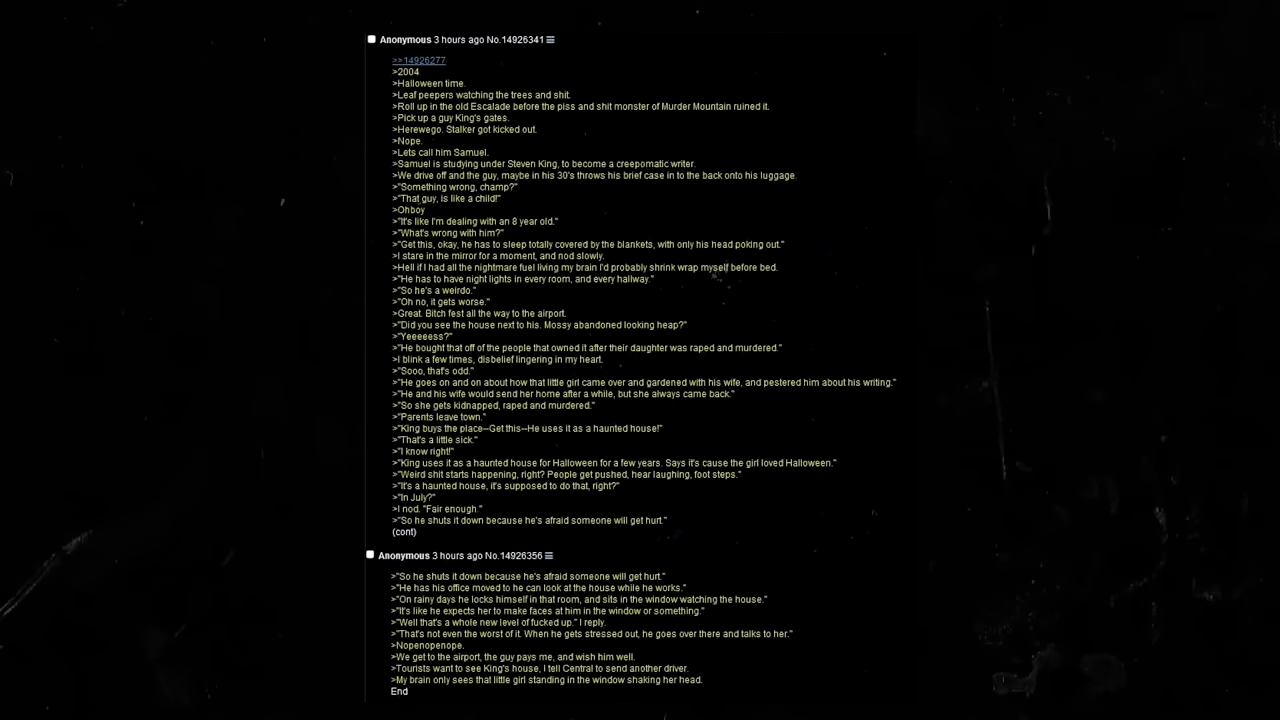 Anonymous 3 hours ago No.14926341
>>14926277
>2004
>Halloween time.
>Leaf peepers watching the trees and shit.
>Roll up in the old Escalade before the piss and shit monster of Murder Mountain ruined it.
>Pick up a guy King's gates.
>Herewego. Stalker got kicked out.
>Nope.
>Lets call him Samuel.
>Samuel is studying under Steven King, to become a creepomatic writer.
>We drive off and the guy, maybe in his 30's throws his brief case in to the back onto his luggage.
>"Something wrong, champ?"
>"That guy, is like a child!"
>Ohboy
>"It's like I'm dealing with an 8 year old."
>"What's wrong with him?"
>"Get this, okay, he has to sleep totally covered by the blankets, with only his head poking out."
>I stare in the mirror for a moment, and nod slowly.
>Hell if I had all the nightmare fuel living my brain I'd probably shrink wrap myself before bed.
>"He has to have night lights in every room, and every hallway."
>"So he's a weirdo."
>"Oh no, it gets worse."
>Great. Bitch fest all the way to the airport.
>"Did you see the house next to his. Mossy abandoned looking heap?"
>"Yeeeeess?"
>"He bought that off of the people that owned it after their daughter was raped and murdered."
>I blink a few times, disbelief lingering in my heart.
>"Sooo, that's odd."
>"He goes on and on about how that little girl came over and gardened with his wife, and pestered him about his writing."
>"He and his wife would send her home after a while, but she always came back."
>"So she gets kidnapped, raped and murdered."
>"Parents leave town."
>"King buys the place--Get this--He uses it as a haunted house!"
>"That's a little sick."
>"I know right!"
>"King uses it as a haunted house for Halloween for a few years. Says it's cause the girl loved Halloween."
>"Weird shit starts happening, right? People get pushed, hear laughing, foot steps."
>"It's a haunted house, it's supposed to do that, right?"
>"In July?"
>I nod. "Fair enough."
>"So he shuts it down because he's afraid someone will get hurt."
(cont)
Anonymous 3 hours ago No.14926356
>"So he shuts it down because he's afraid someone will get hurt."
>"He has his office moved to he can look at the house while he works."
>"On rainy days he locks himself in that room, and sits in the window watching the house."
>"It's like he expects her to make faces at him in the window or something."
>"Well that's a whole new level of fucked up." I reply.
>"That's not even the worst of it. When he gets stressed out, he goes over there and talks to her."
>Nopenopenope.
>We get to the airport, the guy pays me, and wish him well.
>Tourists want to see King's house, I tell Central to send another driver.
>My brain only sees that little girl standing in the window shaking her head.
End